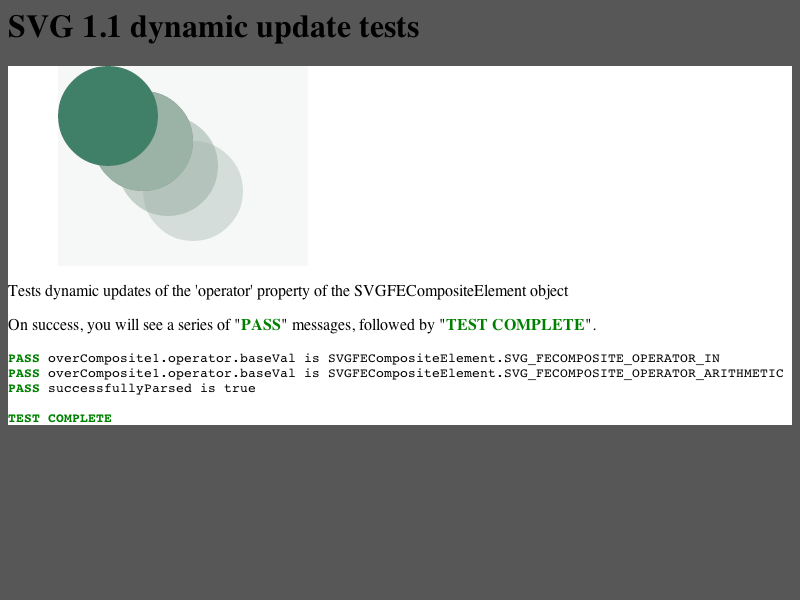 SVG 1.1 dynamic update tests
Tests dynamic updates of the 'operator' property of the SVGFECompositeElement object
On success, you will see a series of "PASS" messages, followed by "TEST COMPLETE".
PASS overComposite1.operator.baseVal is SVGFECompositeElement.SVG_FECOMPOSITE_OPERATOR_IN
PASS overComposite1.operator.baseVal is SVGFECompositeElement.SVG_FECOMPOSITE_OPERATOR_ARITHMETIC
PASS successfullyParsed is true
TEST COMPLETE